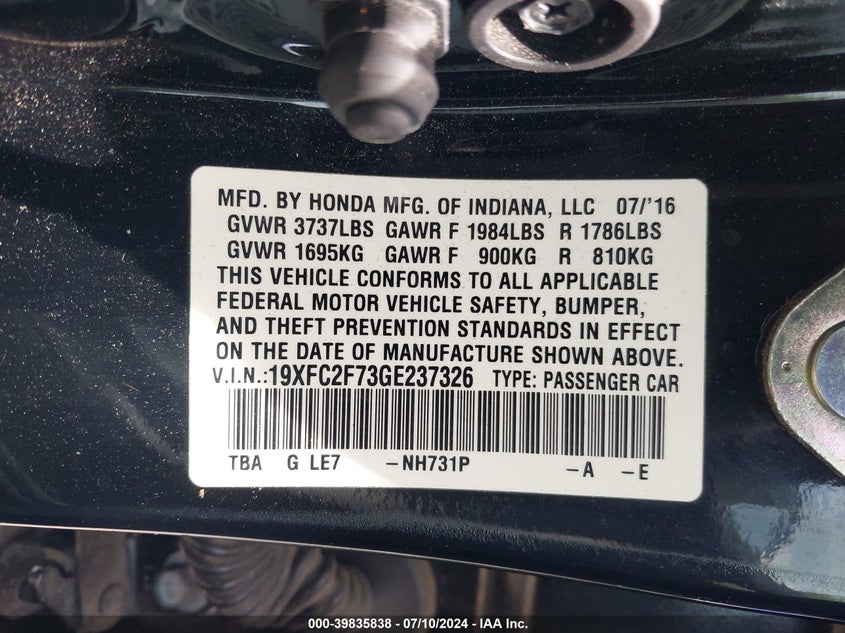 MFD. BY HONDA MFG. OF INDIANA, LLC 07/'16
GVWR 3737LBS GAWR F 1984LBS R 1786LBS
GVWR 1695KG GAWR F 900KG R 810KG
THIS VEHICLE CONFORMS TO ALL APPLICABLE
FEDERAL MOTOR VEHICLE SAFETY, BUMPER,
AND THEFT PREVENTION STANDARDS IN EFFECT
ON THE DATE OF MANUFACTURE SHOWN ABOVE.
V.I.N.:19XFC2F73GE237326 TYPE: PASSENGER CAR
TBA G LE7 -NH731P -A -E
000-39835838 - 07/10/2024 - IAA Inc.